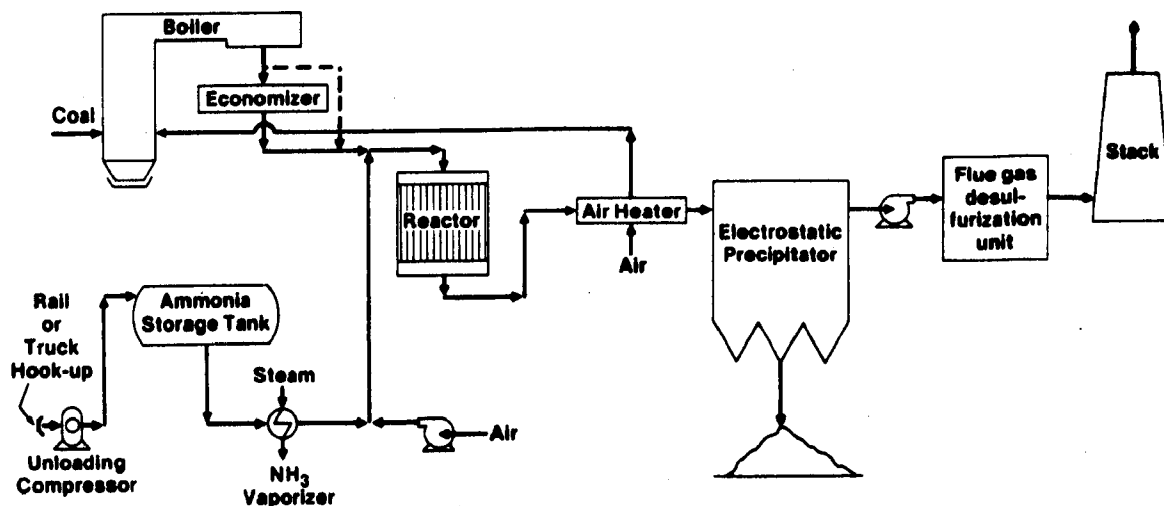 Boiler
Economizer
Coal
Reactor
Air Heater
Air
Electrostatic
Precipitator
Flue gas
desul-
furization
unit
Stack
Rail
or
Truck
Hook-up
Unloading
Compressor
Ammonia
Storage Tank
Steam
NH3
Vaporizer
Air